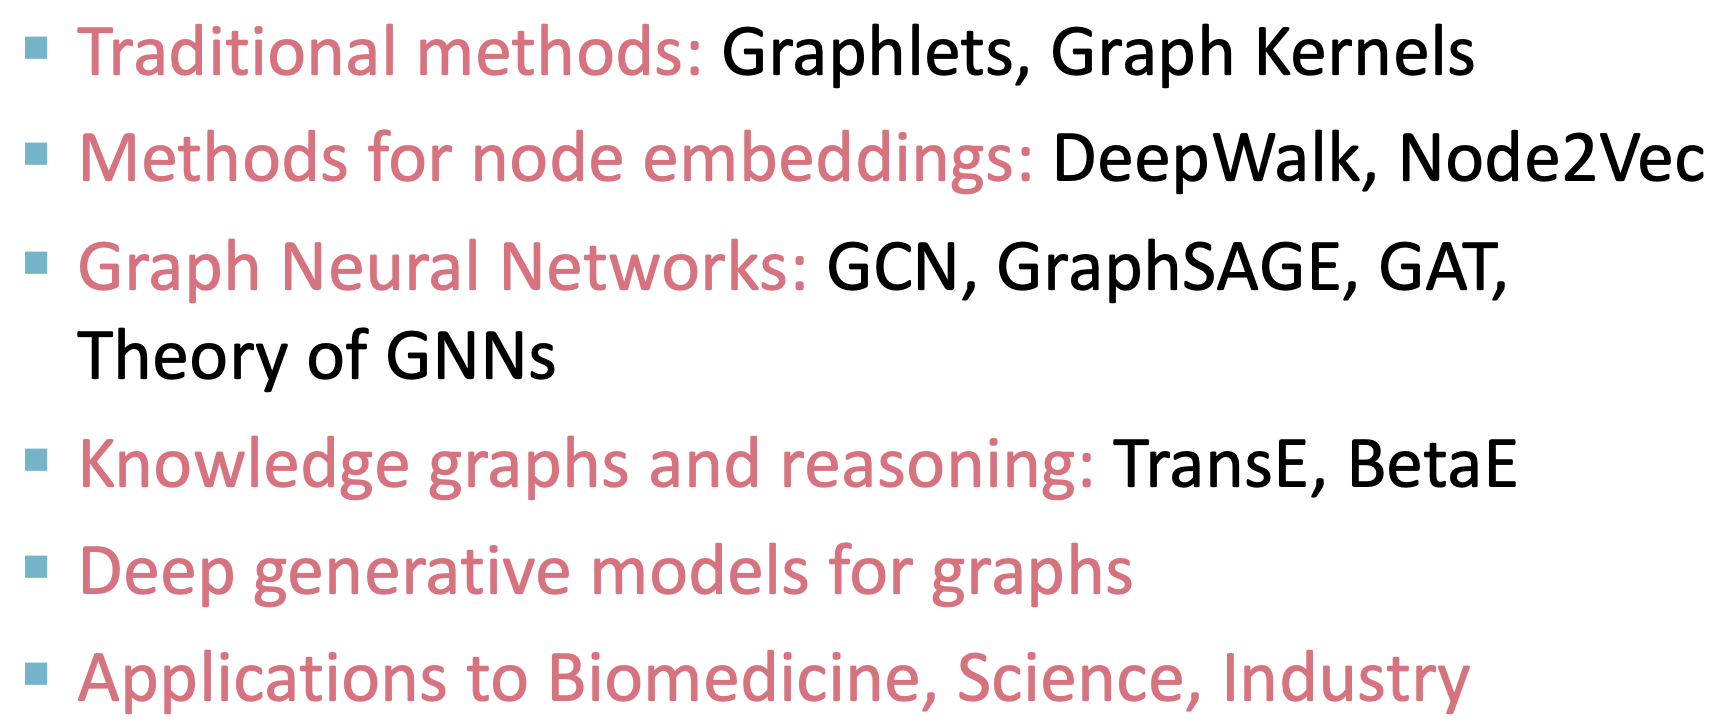 ▪ Traditional methods: Graphlets, Graph Kernels
▪ Methods for node embeddings: DeepWalk, Node2Vec
▪ Graph Neural Networks: GCN, GraphSAGE, GAT,
Theory of GNNs
▪ Knowledge graphs and reasoning: TransE, BetaE
▪ Deep generative models for graphs
▪ Applications to Biomedicine, Science, Industry